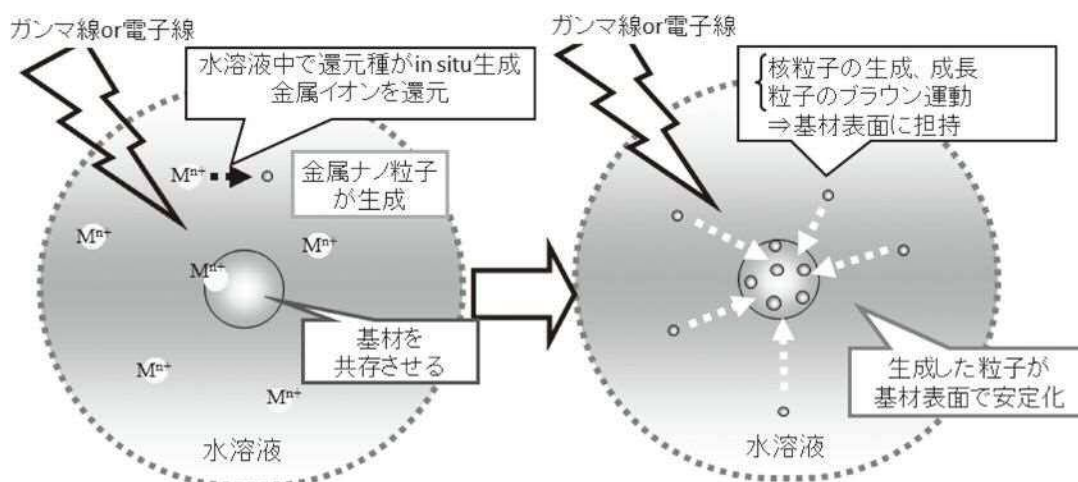 ガンマ線or電子線
水溶液中で還元種がin situ生成
金属イオンを還元
Mⁿ⁺
金属ナノ粒子
が生成
Mⁿ⁺
Mⁿ⁺
Mⁿ⁺
基材を
共存させる
Mⁿ⁺
Mⁿ⁺
水溶液
ガンマ線or電子線
核粒子の生成、成長
粒子のブラウン運動
⇒基材表面に担持
生成した粒子が
基材表面で安定化
水溶液